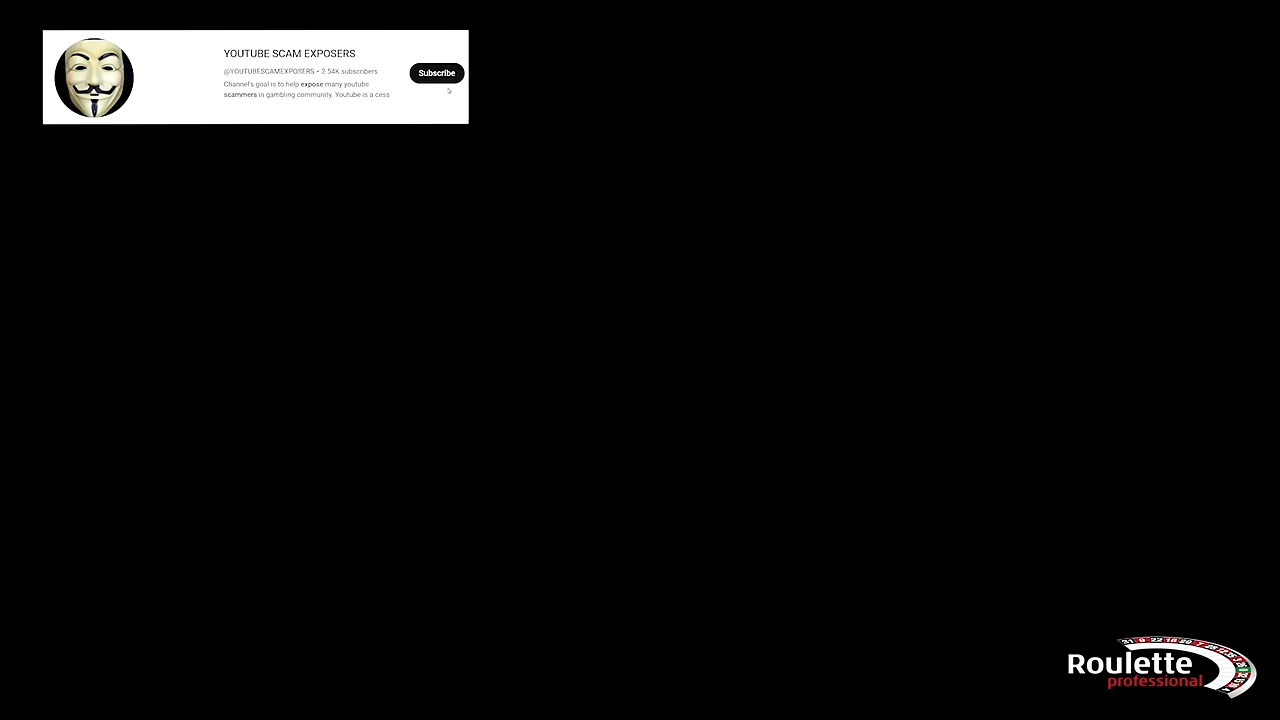 YOUTUBE SCAM EXPOSERS
@YOUTUBESCAMEXPOSERS • 2.54K subscribers
Subscribe
Channel's goal is to help expose many youtube
scammers in gambling community. Youtube is a cess
Roulette
professional